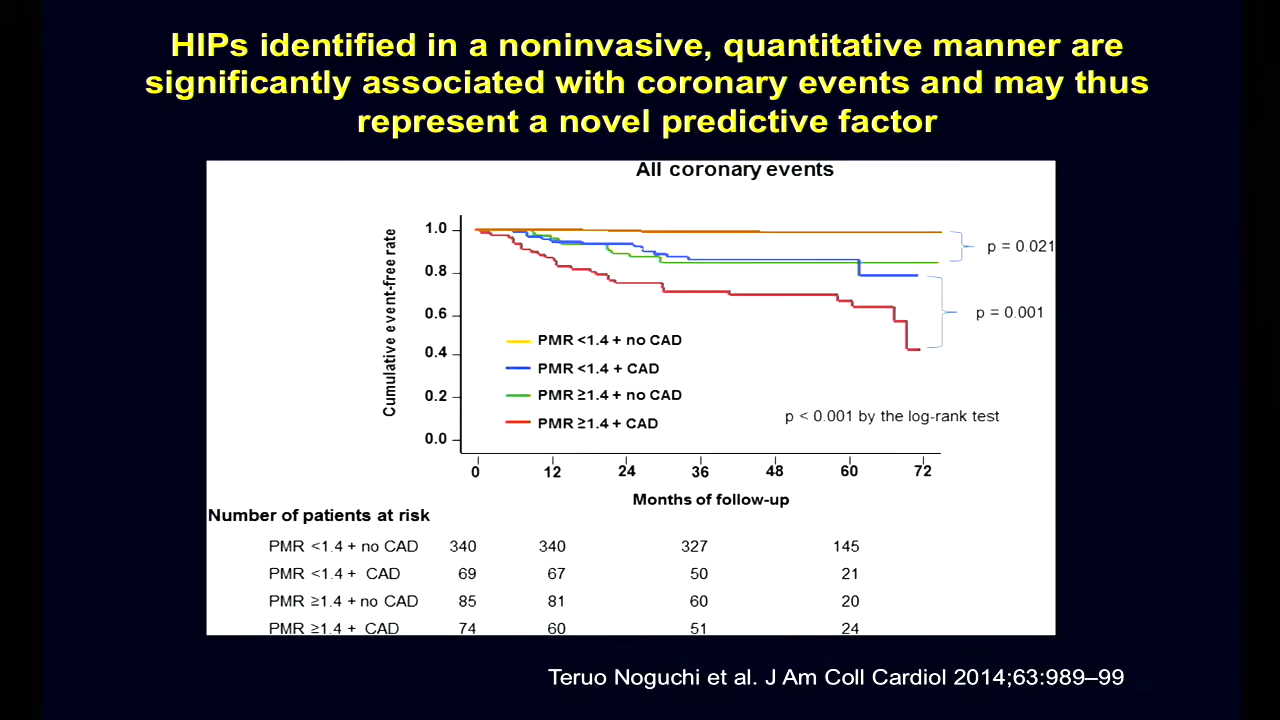 HIPs identified in a noninvasive, quantitative manner are
significantly associated with coronary events and may thus
represent a novel predictive factor
All coronary events
Cumulative event-free rate
1.0
0.8
0.6
0.4
0.2
0.0
p = 0.021
p = 0.001
PMR <1.4 + no CAD
PMR <1.4 + CAD
PMR ≥1.4 + no CAD
PMR ≥1.4 + CAD
p < 0.001 by the log-rank test
0 12 24 36 48 60 72
Months of follow-up
Number of patients at risk
PMR <1.4 + no CAD 340 340 327 145
PMR <1.4 + CAD 69 67 50 21
PMR ≥1.4 + no CAD 85 81 60 20
PMR ≥1.4 + CAD 74 60 51 24
Teruo Noguchi et al. J Am Coll Cardiol 2014;63:989–99